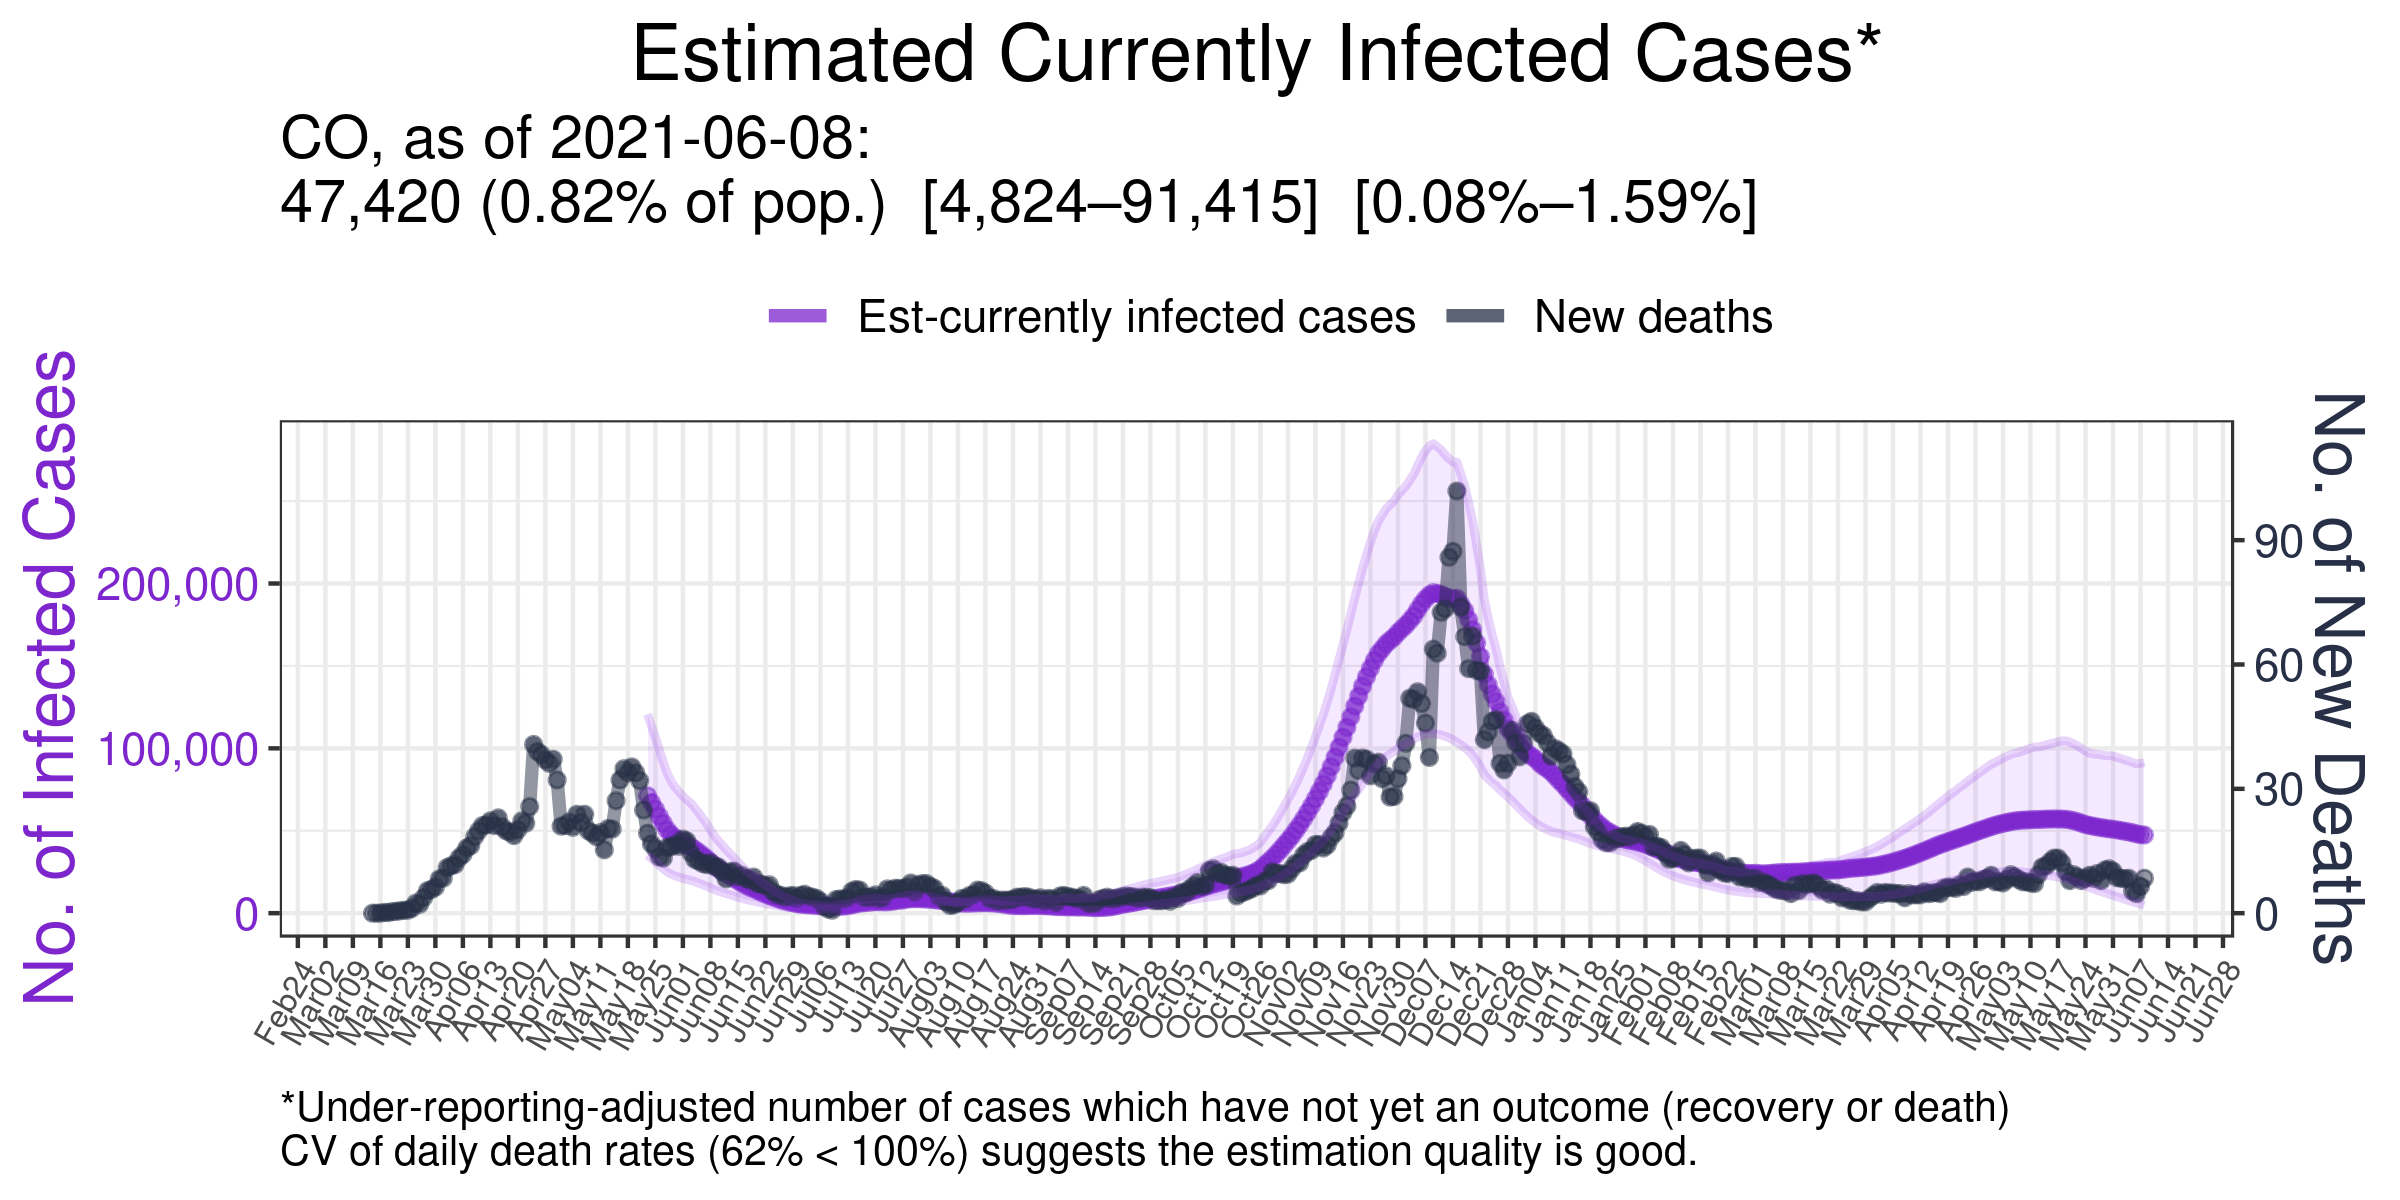 Estimated Currently Infected Cases*
CO, as of 2021-06-08:
47,420 (0.82% of pop.)  [4,824–91,415]  [0.08%–1.59%]
Est-currently infected cases
New deaths
No. of Infected Cases
200,000
100,000
0
90
60
30
0
No. of New Deaths
Feb24
Mar02
Mar09
Mar16
Mar23
Mar30
Apr06
Apr13
Apr20
Apr27
May04
May11
May18
May25
Jun01
Jun08
Jun15
Jun22
Jun29
Jul06
Jul13
Jul20
Jul27
Aug03
Aug10
Aug17
Aug24
Aug31
Sep07
Sep14
Sep21
Sep28
Oct05
Oct12
Oct19
Oct26
Nov02
Nov09
Nov16
Nov23
Nov30
Dec07
Dec14
Dec21
Dec28
Jan04
Jan11
Jan18
Jan25
Feb01
Feb08
Feb15
Feb22
Mar01
Mar08
Mar15
Mar22
Mar29
Apr05
Apr12
Apr19
Apr26
May03
May10
May17
May24
May31
Jun07
Jun14
Jun21
Jun28
*Under-reporting-adjusted number of cases which have not yet an outcome (recovery or death)
CV of daily death rates (62% < 100%) suggests the estimation quality is good.